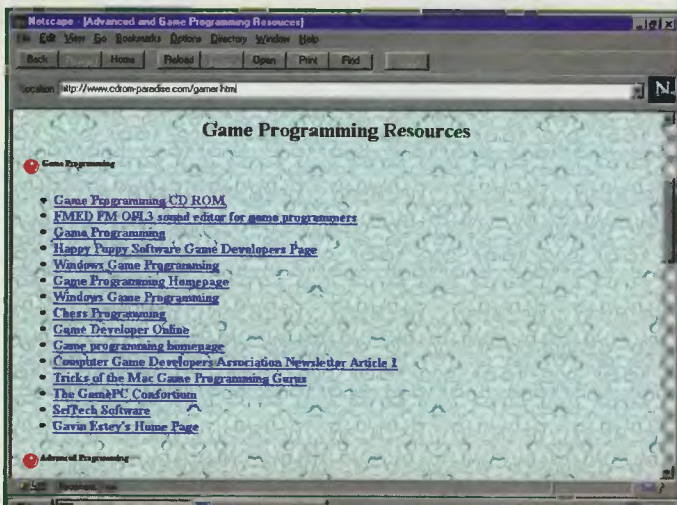 Netscape - [Advanced and Game Programming Resources]
File Edit View Go Bookmarks Options Directory Window Help
Back Home Reload Open Print Find
Location: http://www.cdrom-paradise.com/gamer.html
N
Game Programming Resources
Game Programming
Game Programming CD ROM
FMED FM OPL3 sound editor for game programmers
Game Programming
Happy Puppy Software Game Developers Page
Windows Game Programming
Game Programming Homepage
Windows Game Programming
Chess Programming
Game Developer Online
Game programming homepage
Computer Game Developers Association Newsletter Article 1
Tricks of the Mac Game Programming Gurus
The GamePC Consortium
SciTech Software
Gavin Estey's Home Page
Advanced Programming